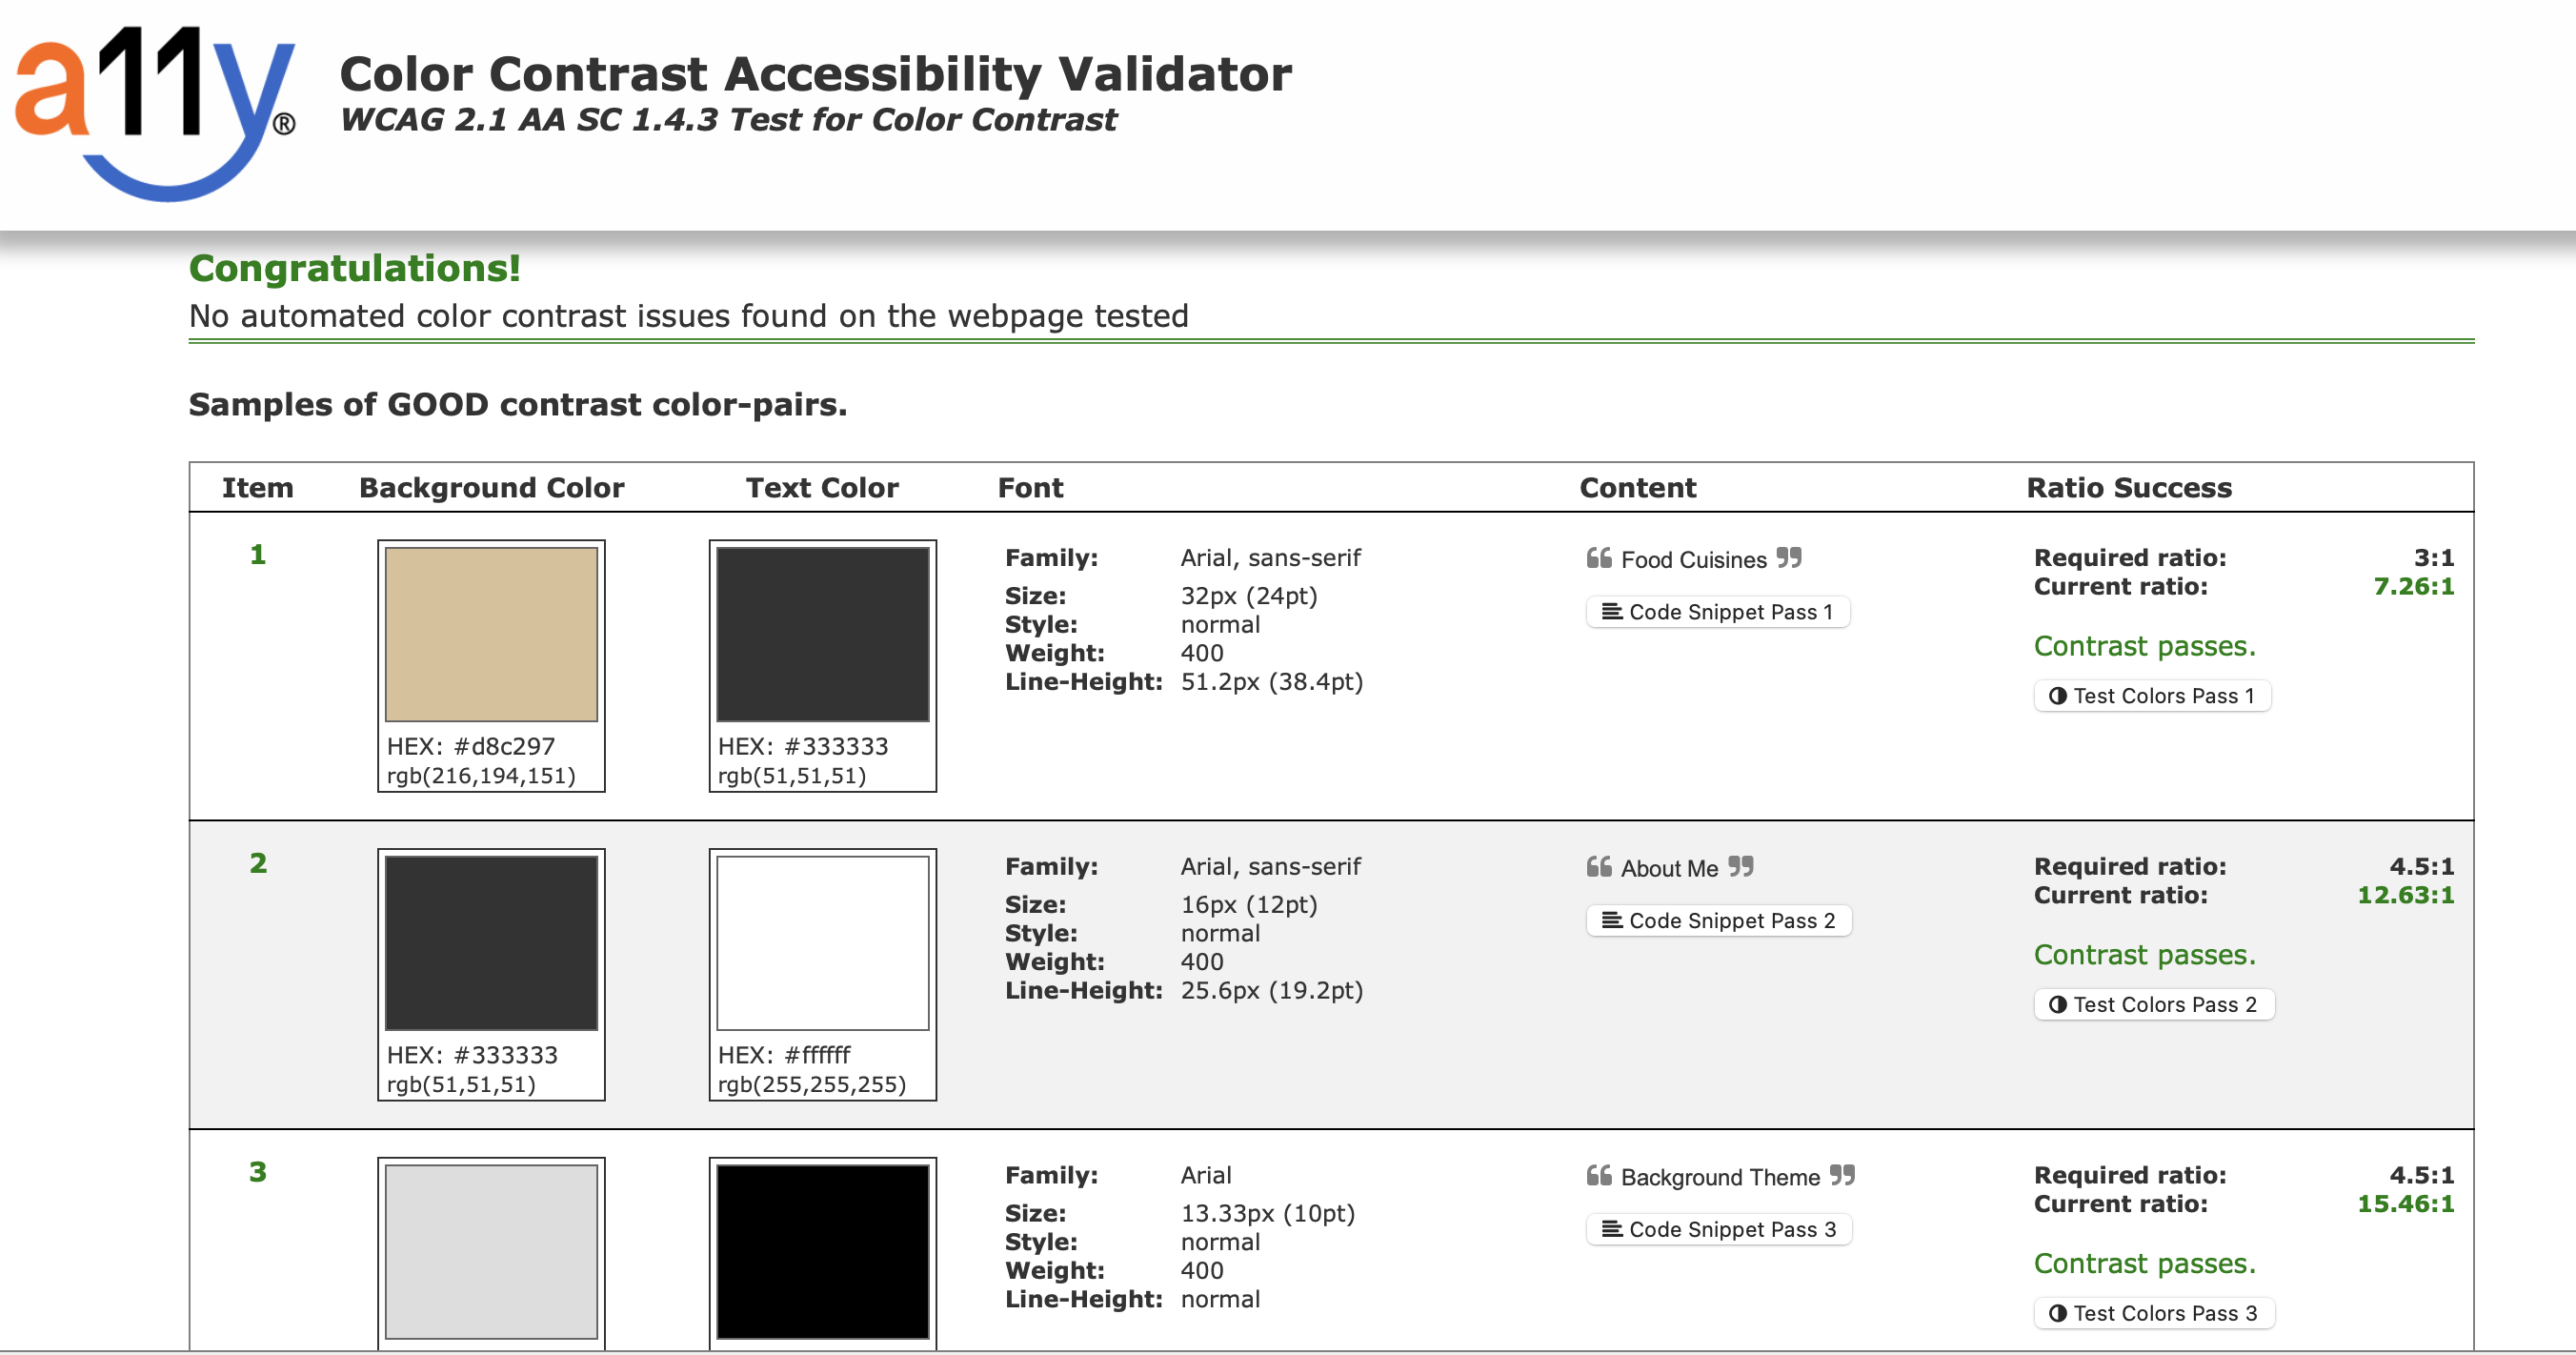 a11y®
Color Contrast Accessibility Validator
WCAG 2.1 AA SC 1.4.3 Test for Color Contrast
Congratulations!
No automated color contrast issues found on the webpage tested
Samples of GOOD contrast color-pairs.
Item Background Color Text Color Font Content Ratio Success
1
HEX: #d8c297
rgb(216,194,151)
HEX: #333333
rgb(51,51,51)
Family: Arial, sans-serif
Size: 32px (24pt)
Style: normal
Weight: 400
Line-Height: 51.2px (38.4pt)
❝ Food Cuisines ❞
Code Snippet Pass 1
Required ratio: 3:1
Current ratio: 7.26:1
Contrast passes.
Test Colors Pass 1
2
HEX: #333333
rgb(51,51,51)
HEX: #ffffff
rgb(255,255,255)
Family: Arial, sans-serif
Size: 16px (12pt)
Style: normal
Weight: 400
Line-Height: 25.6px (19.2pt)
❝ About Me ❞
Code Snippet Pass 2
Required ratio: 4.5:1
Current ratio: 12.63:1
Contrast passes.
Test Colors Pass 2
3
Family: Arial
Size: 13.33px (10pt)
Style: normal
Weight: 400
Line-Height: normal
❝ Background Theme ❞
Code Snippet Pass 3
Required ratio: 4.5:1
Current ratio: 15.46:1
Contrast passes.
Test Colors Pass 3